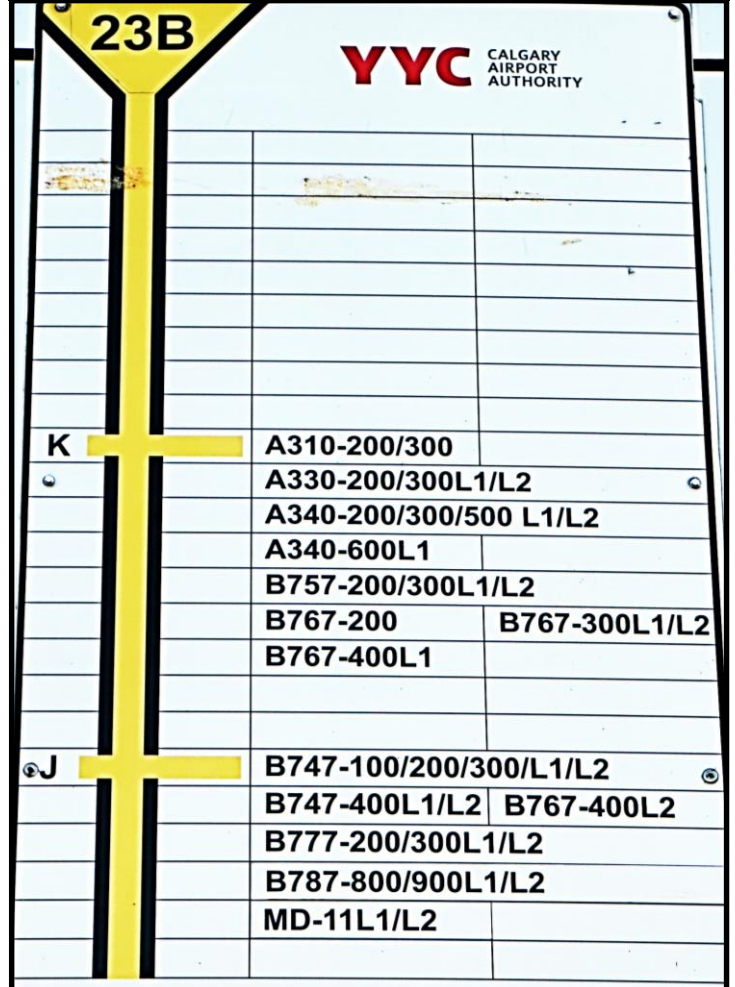 23B
YYC CALGARY
AIRPORT
AUTHORITY
K A310-200/300
A330-200/300L1/L2
A340-200/300/500 L1/L2
A340-600L1
B757-200/300L1/L2
B767-200 B767-300L1/L2
B767-400L1
J B747-100/200/300/L1/L2
B747-400L1/L2 B767-400L2
B777-200/300L1/L2
B787-800/900L1/L2
MD-11L1/L2